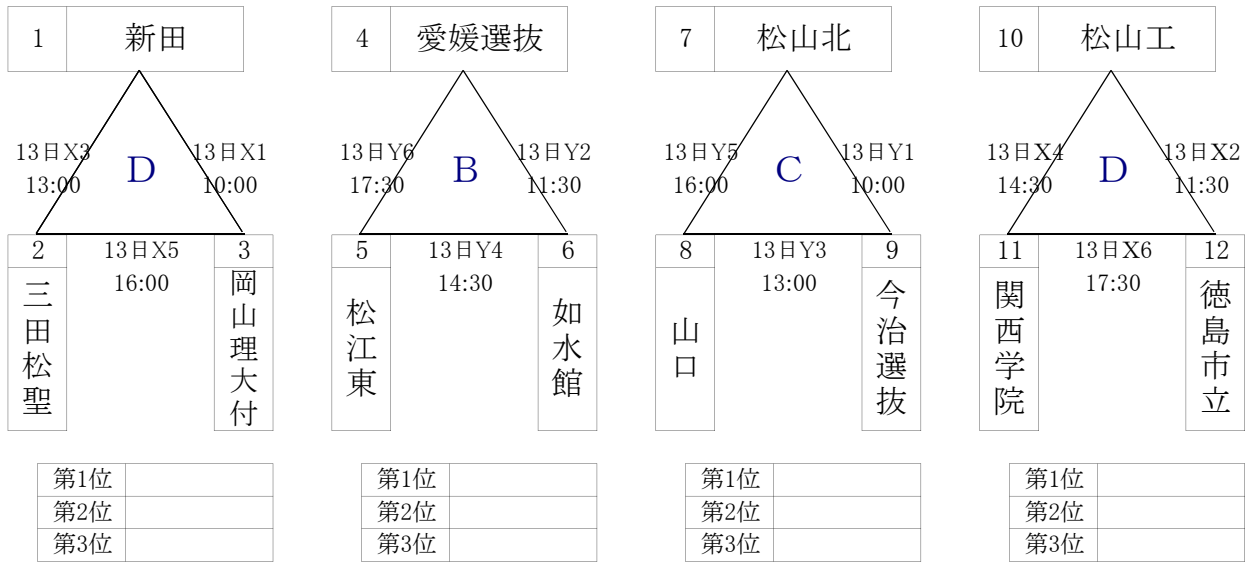 1 新田 4 愛媛選抜 7 松山北 10 松山工
13日X3 D 13日X1 13日Y6 B 13日Y2 13日Y5 C 13日Y1 13日X4 D 13日X2
13:00 10:00 17:30 11:30 16:00 10:00 14:30 11:30
2 13日X5 3 5 13日Y4 6 8 13日Y3 9 11 13日X6 12
16:00 14:30 13:00 17:30
三田松聖
岡山理大付
松江東
如水館
山口
今治選抜
関西学院
徳島市立
第1位 第1位 第1位 第1位
第2位 第2位 第2位 第2位
第3位 第3位 第3位 第3位